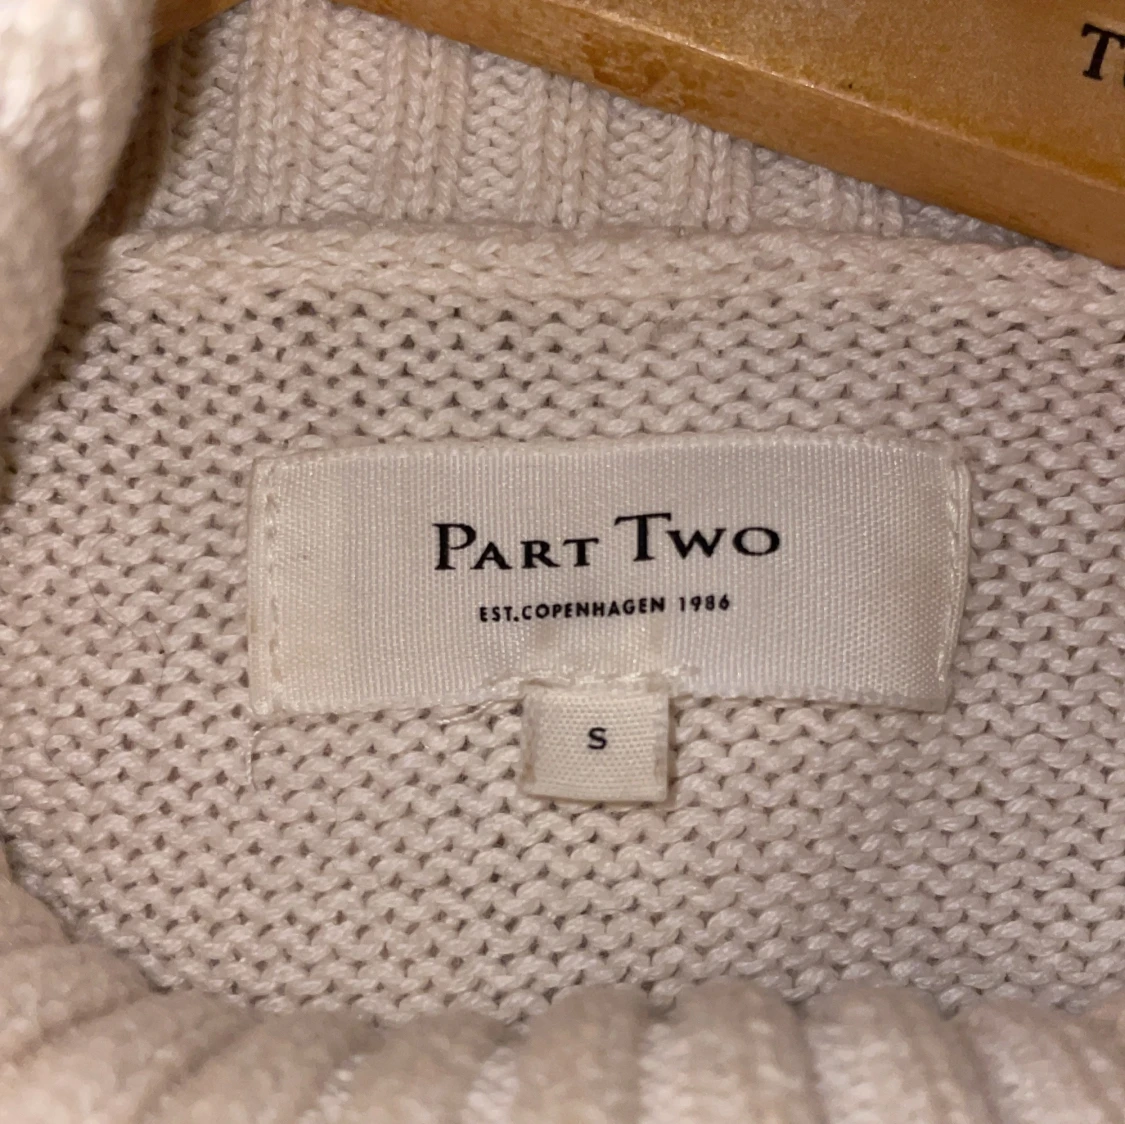 PART TWO
EST.COPENHAGEN 1986
S